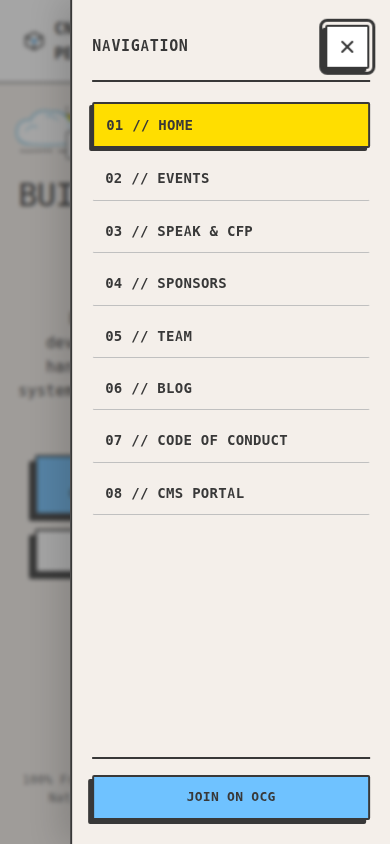 NAVIGATION
01 // HOME
02 // EVENTS
03 // SPEAK & CFP
04 // SPONSORS
05 // TEAM
06 // BLOG
07 // CODE OF CONDUCT
08 // CMS PORTAL
JOIN ON OCG
BUI